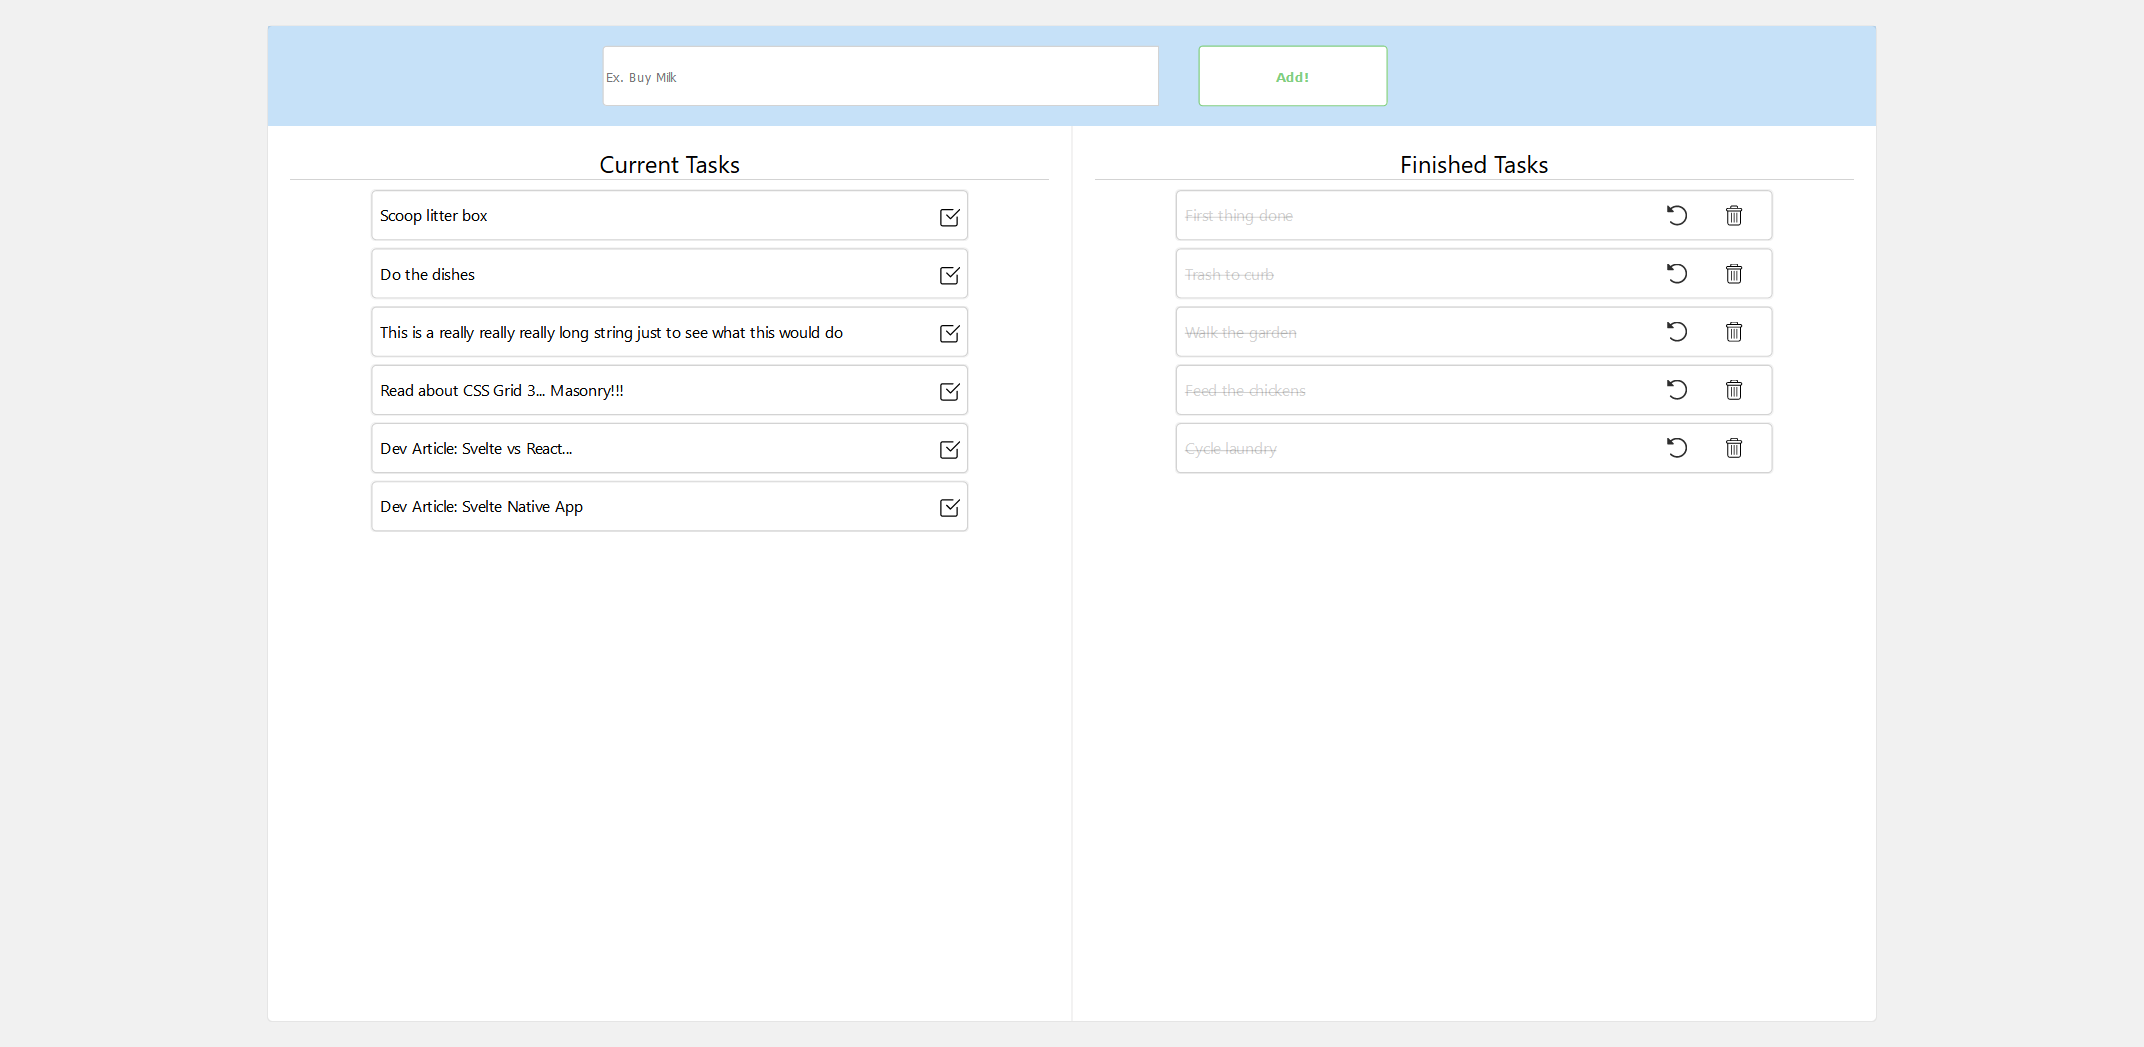 Ex. Buy Milk
Add!
Current Tasks
Scoop litter box
Do the dishes
This is a really really really long string just to see what this would do
Read about CSS Grid 3... Masonry!!!
Dev Article: Svelte vs React...
Dev Article: Svelte Native App
Finished Tasks
First thing done
Trash to curb
Walk the garden
Feed the chickens
Cycle laundry